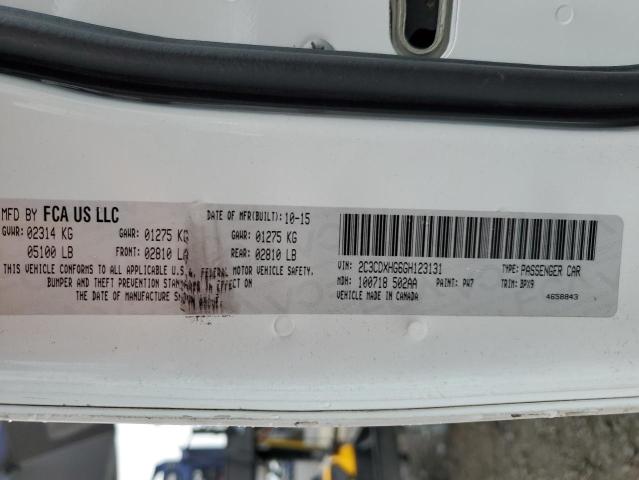 MFD BY FCA US LLC DATE OF MFR(BUILT): 10-15
GVWR: 02314 KG GAWR: 01275 KG GAWR: 01275 KG
05100 LB FRONT: 02810 LB REAR: 02810 LB
THIS VEHICLE CONFORMS TO ALL APPLICABLE U.S. FEDERAL MOTOR VEHICLE SAFETY,
BUMPER AND THEFT PREVENTION STANDARDS IN EFFECT ON
THE DATE OF MANUFACTURE SHOWN ABOVE
VIN: 2C3CDXHG6GH123131 TYPE: PASSENGER CAR
MDH: 100718 502AA PAINT: PW7 TRIM: BPX9
VEHICLE MADE IN CANADA 4658843